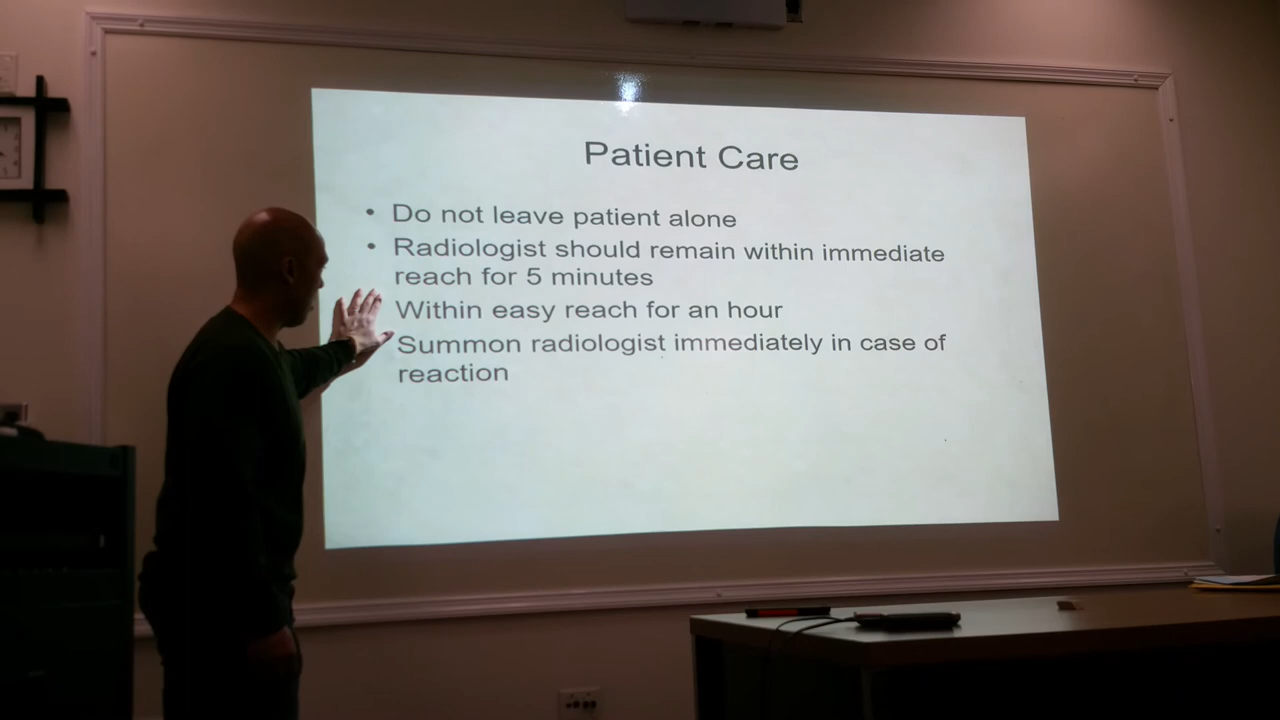 Patient Care
• Do not leave patient alone
• Radiologist should remain within immediate
reach for 5 minutes
Within easy reach for an hour
Summon radiologist immediately in case of
reaction